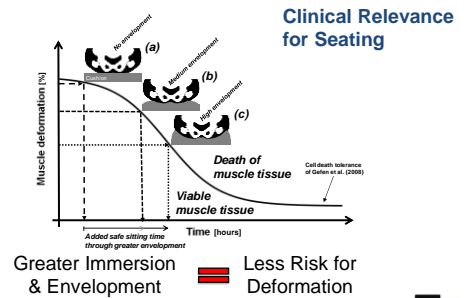 Clinical Relevance
for Seating
No envelopment
(a)
Cushion
Medium envelopment
(b)
High envelopment
(c)
Muscle deformation [%]
Death of
muscle tissue
Cell death tolerance
of Gefen et al. (2008)
Viable
muscle tissue
Added safe sitting time
through greater envelopment
Time [hours]
Greater Immersion
& Envelopment
=
Less Risk for
Deformation